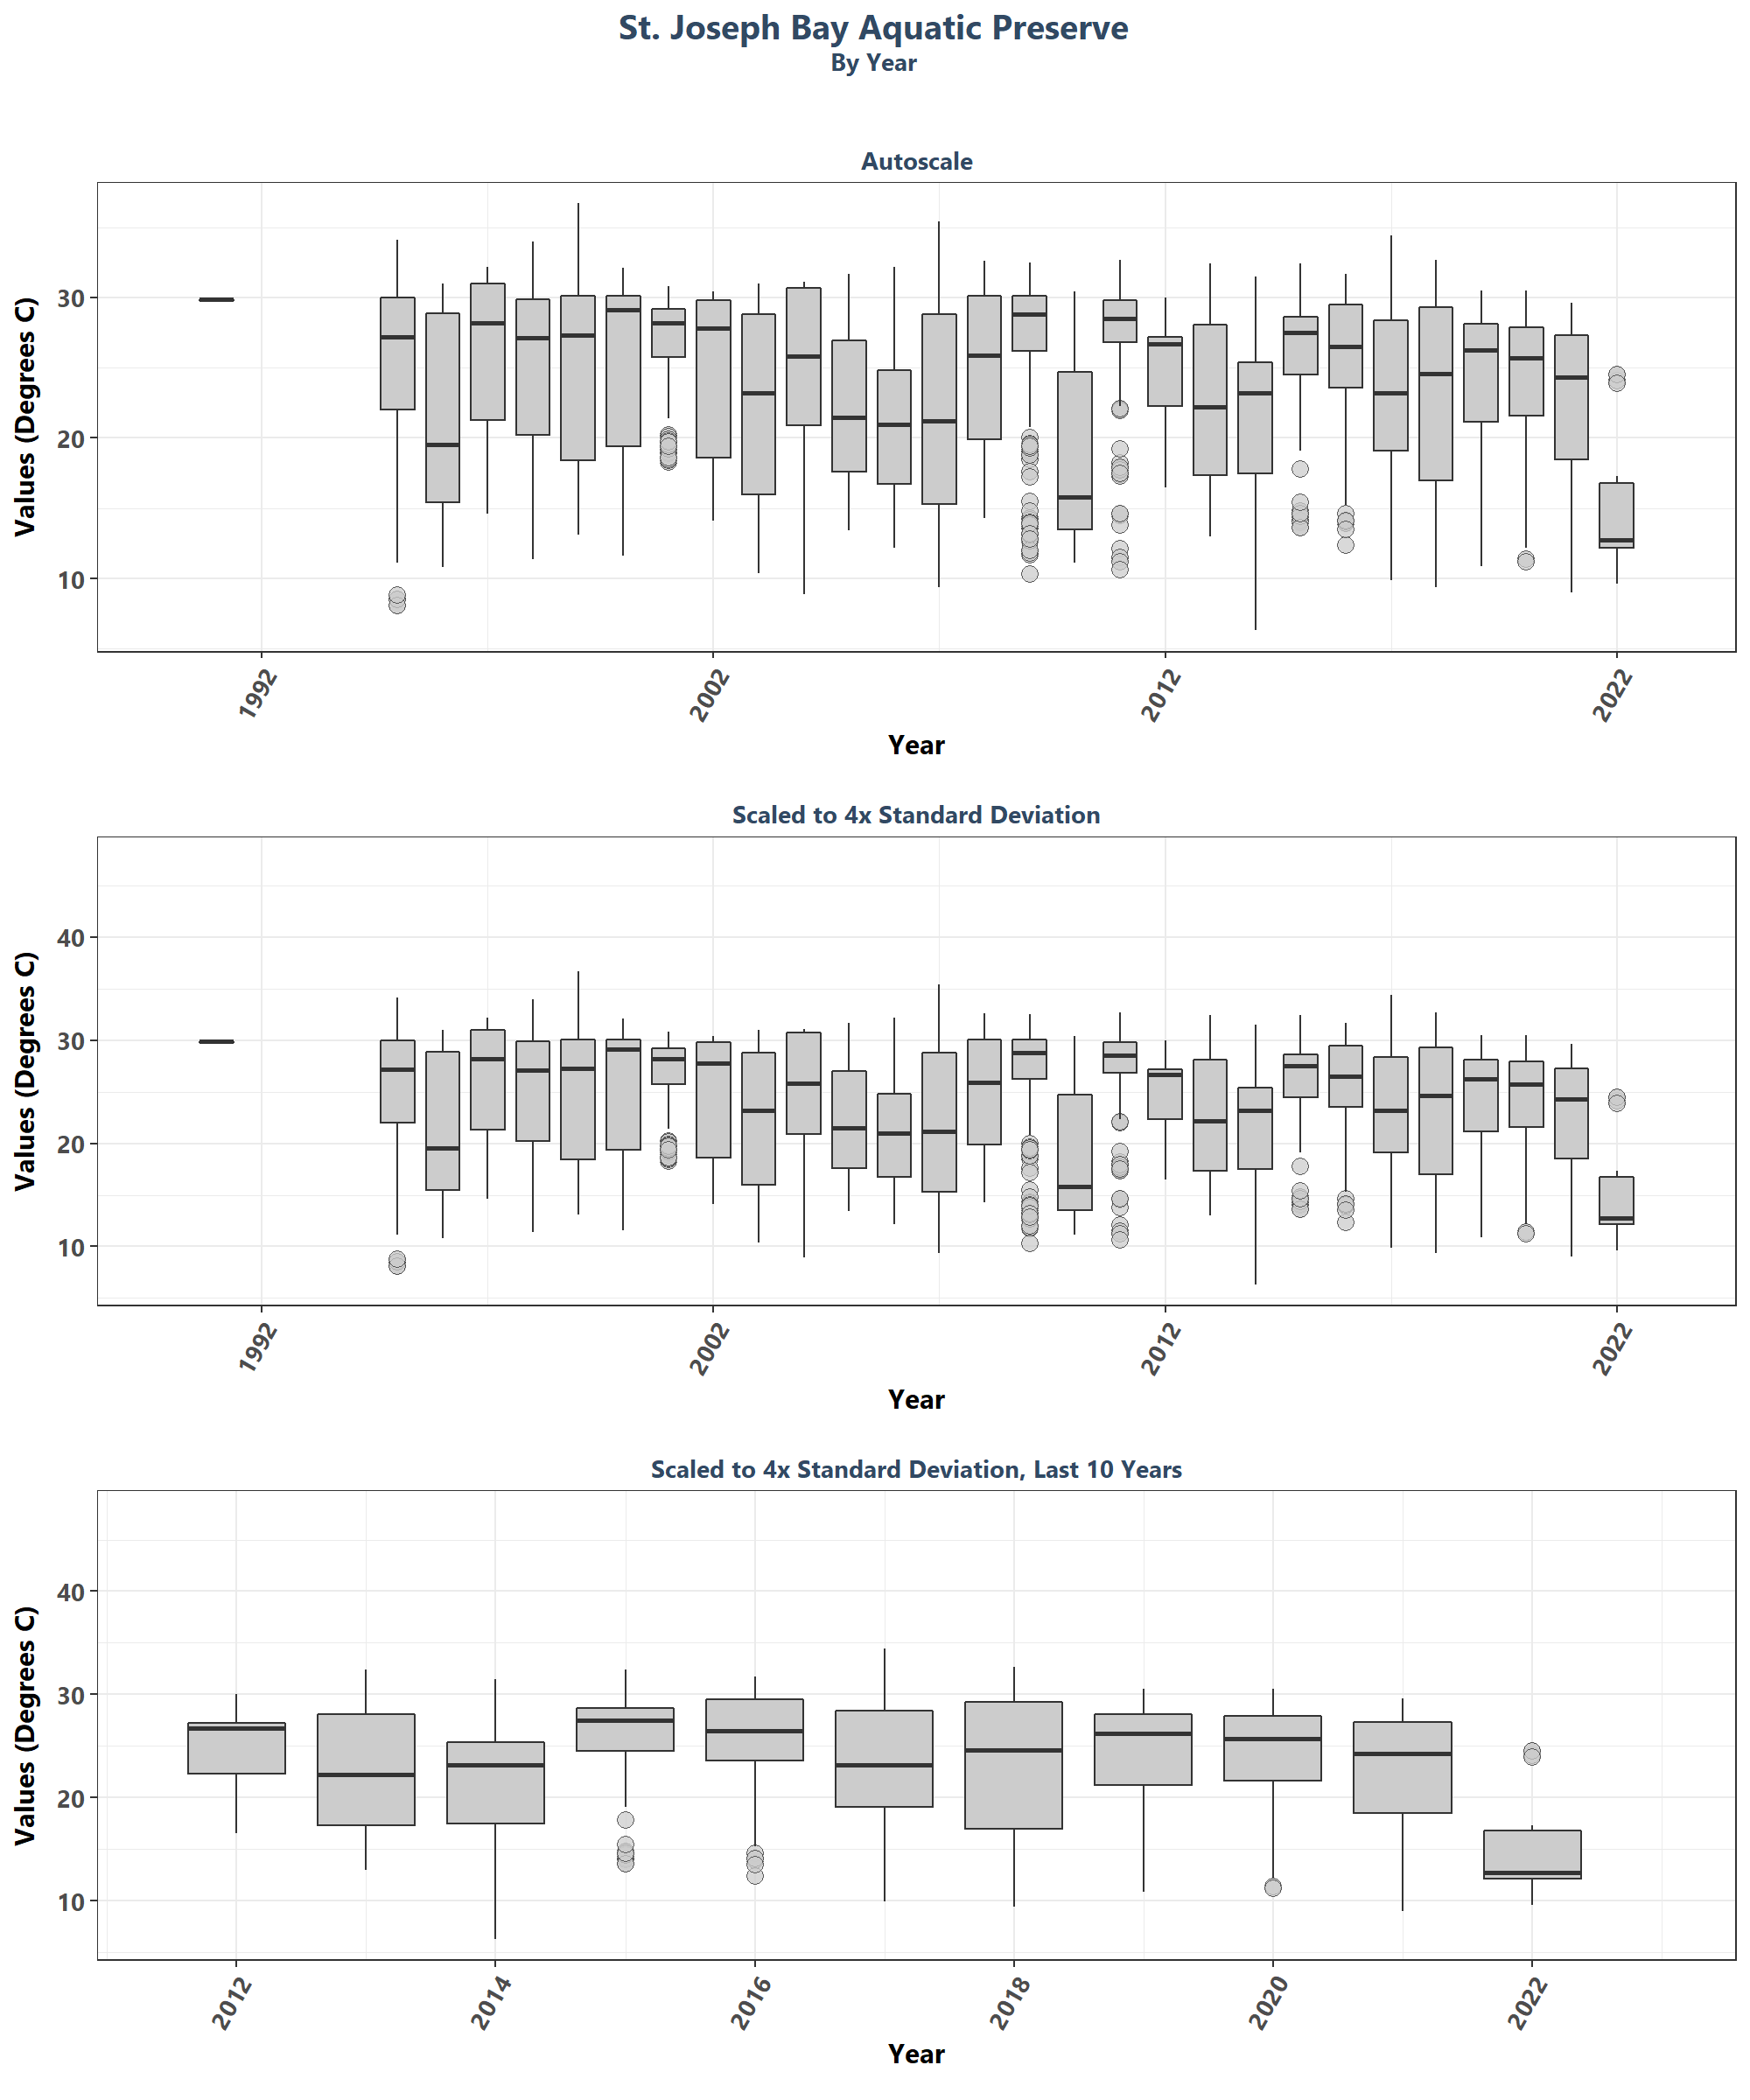 St. Joseph Bay Aquatic Preserve
By Year
Autoscale
Values (Degrees C)
30
20
10
1992
2002
2012
2022
Year
Scaled to 4x Standard Deviation
Values (Degrees C)
40
30
20
10
1992
2002
2012
2022
Year
Scaled to 4x Standard Deviation, Last 10 Years
Values (Degrees C)
40
30
20
10
2012
2014
2016
2018
2020
2022
Year